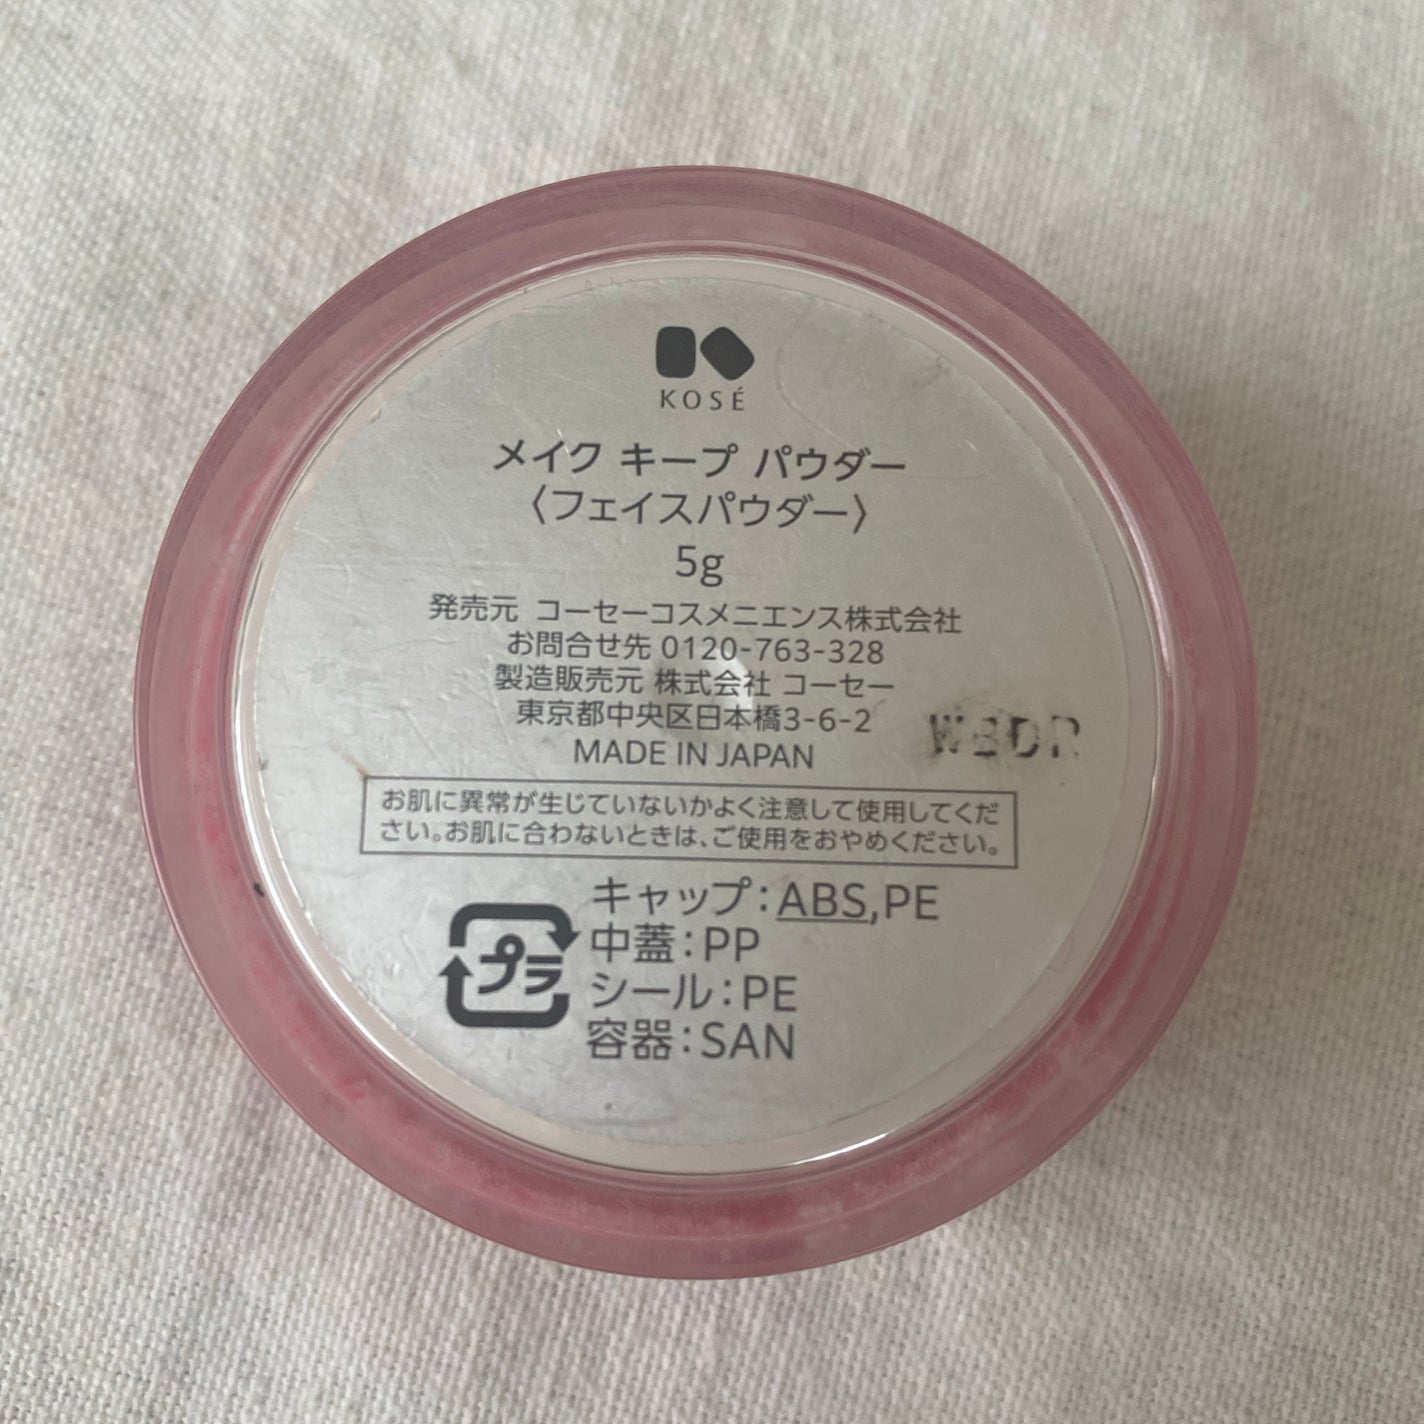 KOSÉ
メイク キープ パウダー
〈フェイスパウダー〉
5g
発売元 コーセーコスメニエンス株式会社
お問合せ先 0120-763-328
製造販売元 株式会社 コーセー
東京都中央区日本橋3-6-2
MADE IN JAPAN
お肌に異常が生じていないかよく注意して使用してくだ
さい。お肌に合わないときは、ご使用をおやめください。
プラ
キャップ：ABS,PE
中蓋：PP
シール：PE
容器：SAN